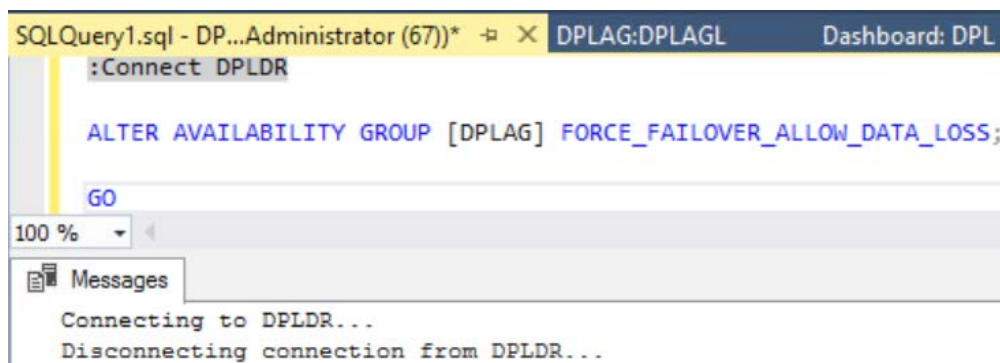 SQLQuery1.sql - DP...Administrator (67))* DPLAG:DPLAGL Dashboard: DPL
:Connect DPLDR
ALTER AVAILABILITY GROUP [DPLAG] FORCE_FAILOVER_ALLOW_DATA_LOSS;
GO
100 %
Messages
Connecting to DPLDR...
Disconnecting connection from DPLDR...